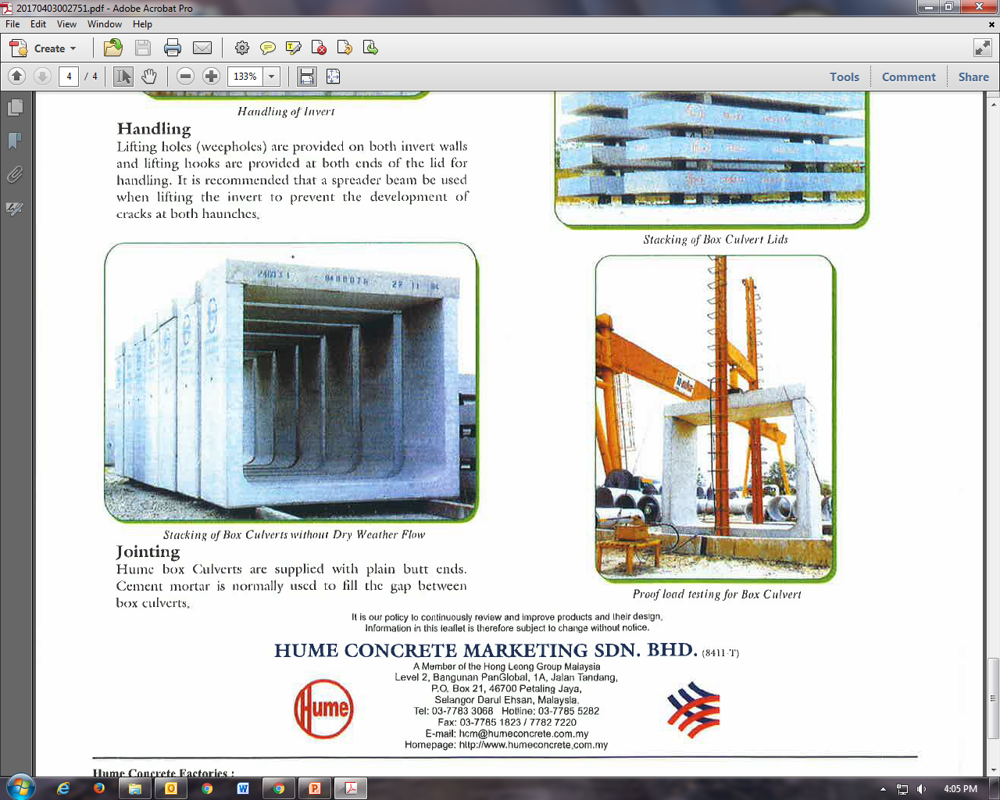 20170403002751.pdf - Adobe Acrobat Pro
File Edit View Window Help
Create
4 / 4
133%
Tools
Comment
Share
Handling of Invert
Handling
Lifting holes (weepholes) are provided on both invert walls
and lifting hooks are provided at both ends of the lid for
handling. It is recommended that a spreader beam be used
when lifting the invert to prevent the development of
cracks at both haunches.
Stacking of Box Culvert Lids
Stacking of Box Culverts without Dry Weather Flow
Jointing
Hume box Culverts are supplied with plain butt ends.
Cement mortar is normally used to fill the gap between
box culverts.
Proof load testing for Box Culvert
It is our policy to continuously review and improve products and their design.
Information in this leaflet is therefore subject to change without notice.
HUME CONCRETE MARKETING SDN. BHD. (8411-T)
A Member of the Hong Leong Group Malaysia
Level 2, Bangunan PanGlobal, 1A, Jalan Tandang,
P.O. Box 21, 46700 Petaling Jaya,
Selangor Darul Ehsan, Malaysia.
Tel: 03-7783 3068 Hotline: 03-7785 5282
Fax: 03-7785 1823 / 7782 7220
E-mail: hcm@humeconcrete.com.my
Homepage: http://www.humeconcrete.com.my
Hume
Hume Concrete Factories :
4:05 PM